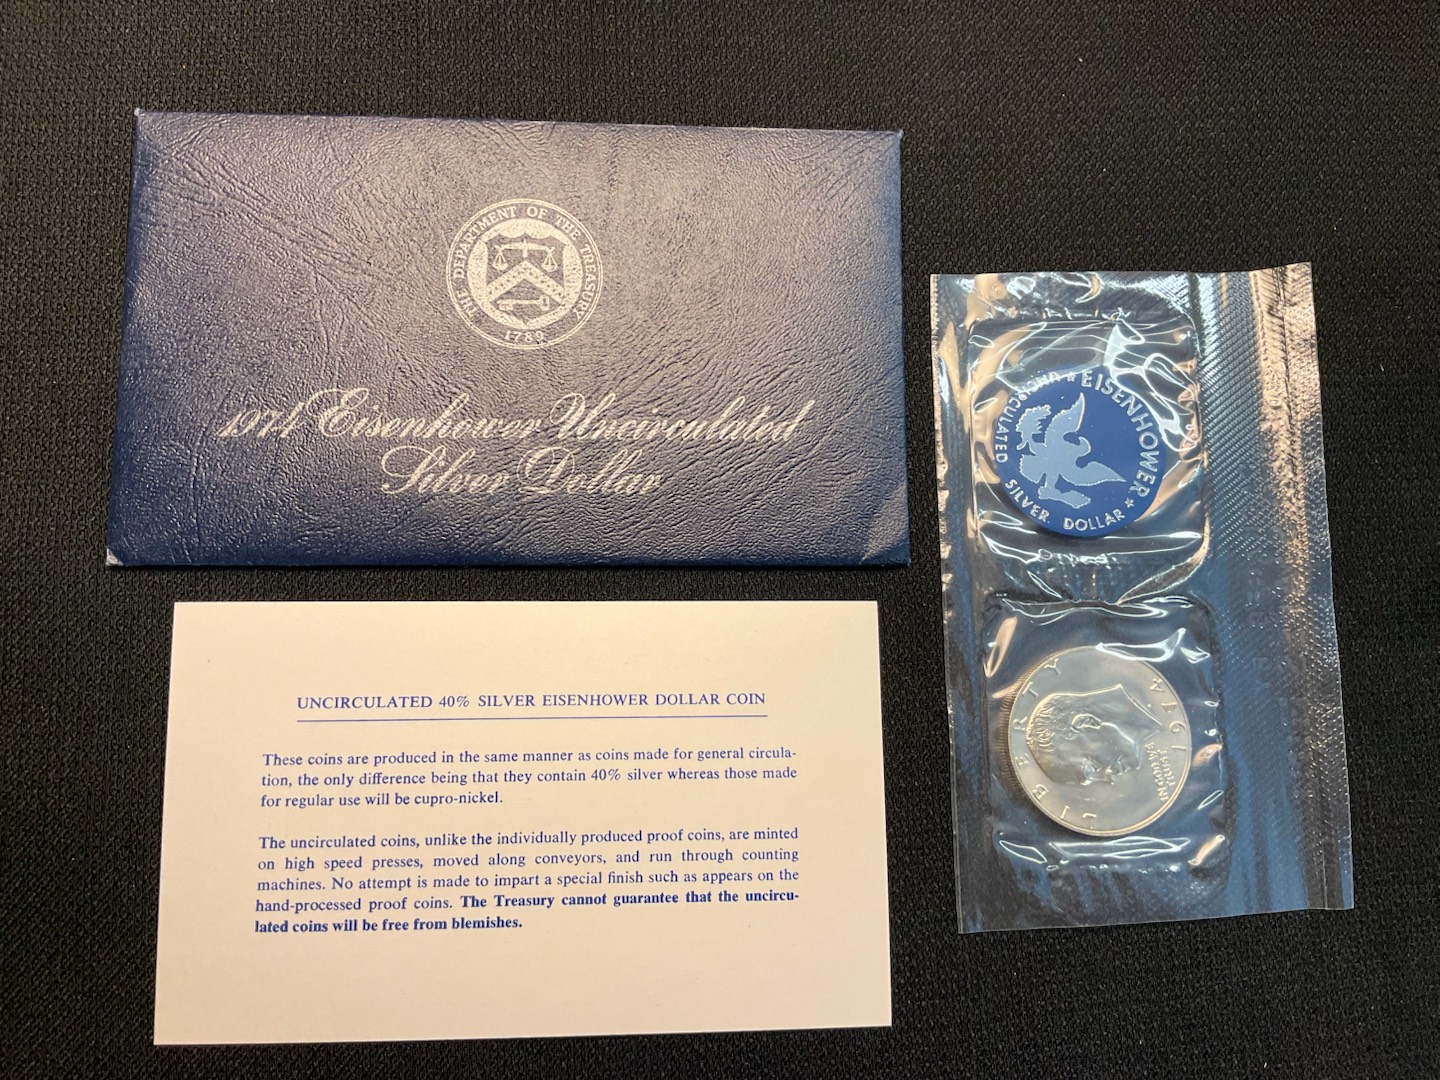 THE DEPARTMENT OF THE TREASURY
1789
1971 Eisenhower Uncirculated
Silver Dollar
UNCIRCULATED 40% SILVER EISENHOWER DOLLAR COIN
These coins are produced in the same manner as coins made for general circula-
tion, the only difference being that they contain 40% silver whereas those made
for regular use will be cupro-nickel.
The uncirculated coins, unlike the individually produced proof coins, are minted
on high speed presses, moved along conveyors, and run through counting
machines. No attempt is made to impart a special finish such as appears on the
hand-processed proof coins. The Treasury cannot guarantee that the uncircu-
lated coins will be free from blemishes.
★ EISENHOWER ★
UNCIRCULATED SILVER DOLLAR
LIBERTY
IN GOD WE TRUST